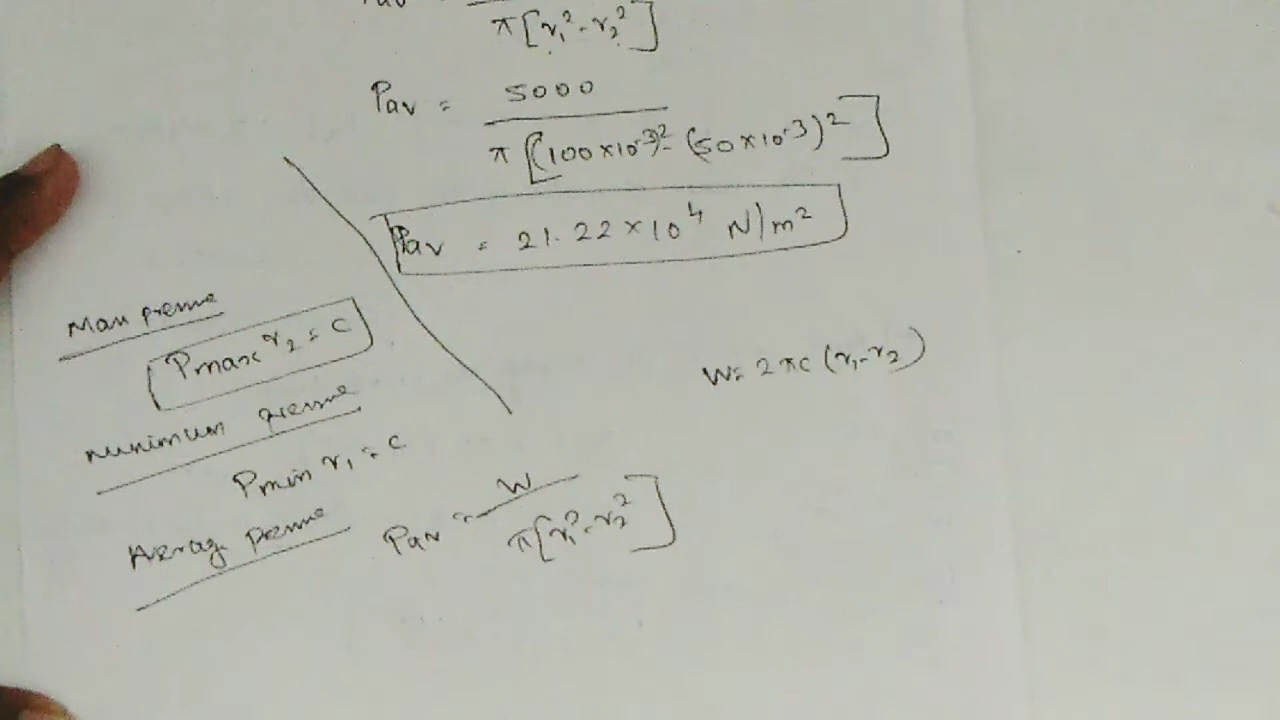 Pav
π[r₁² - r₂²]
Pav = 5000
π[(100×10⁻³)² - (50×10⁻³)²]
Pav = 21.22×10⁴ N/m²
Max pressure
Pmax r₂ = C
W = 2πC (r₁-r₂)
minimum pressure
Pmin r₁ = C
Average pressure Pav = W
π[r₁² - r₂²]